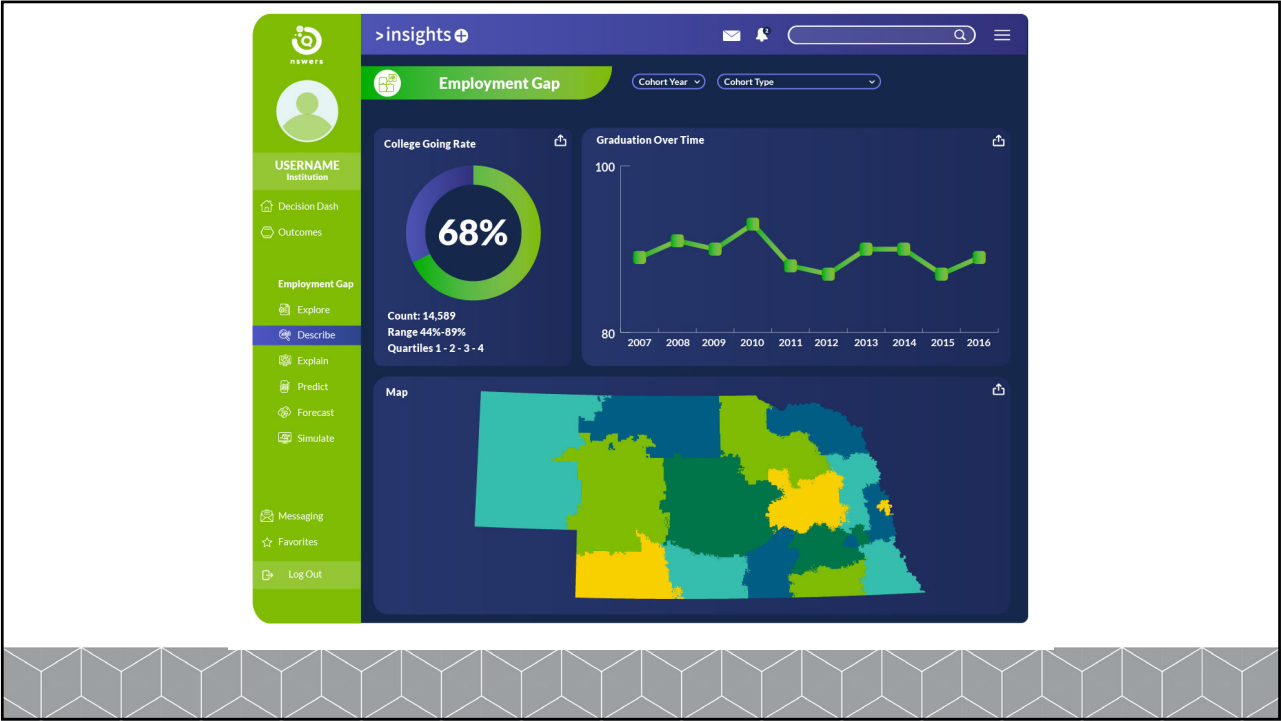 nswers
>insights
2
USERNAME
Institution
Decision Dash
Outcomes
Employment Gap
Explore
Describe
Explain
Predict
Forecast
Simulate
Messaging
Favorites
Log Out
Employment Gap
Cohort Year
Cohort Type
College Going Rate
68%
Count: 14,589
Range 44%-89%
Quartiles 1 - 2 - 3 - 4
Graduation Over Time
100
80
2007 2008 2009 2010 2011 2012 2013 2014 2015 2016
Map